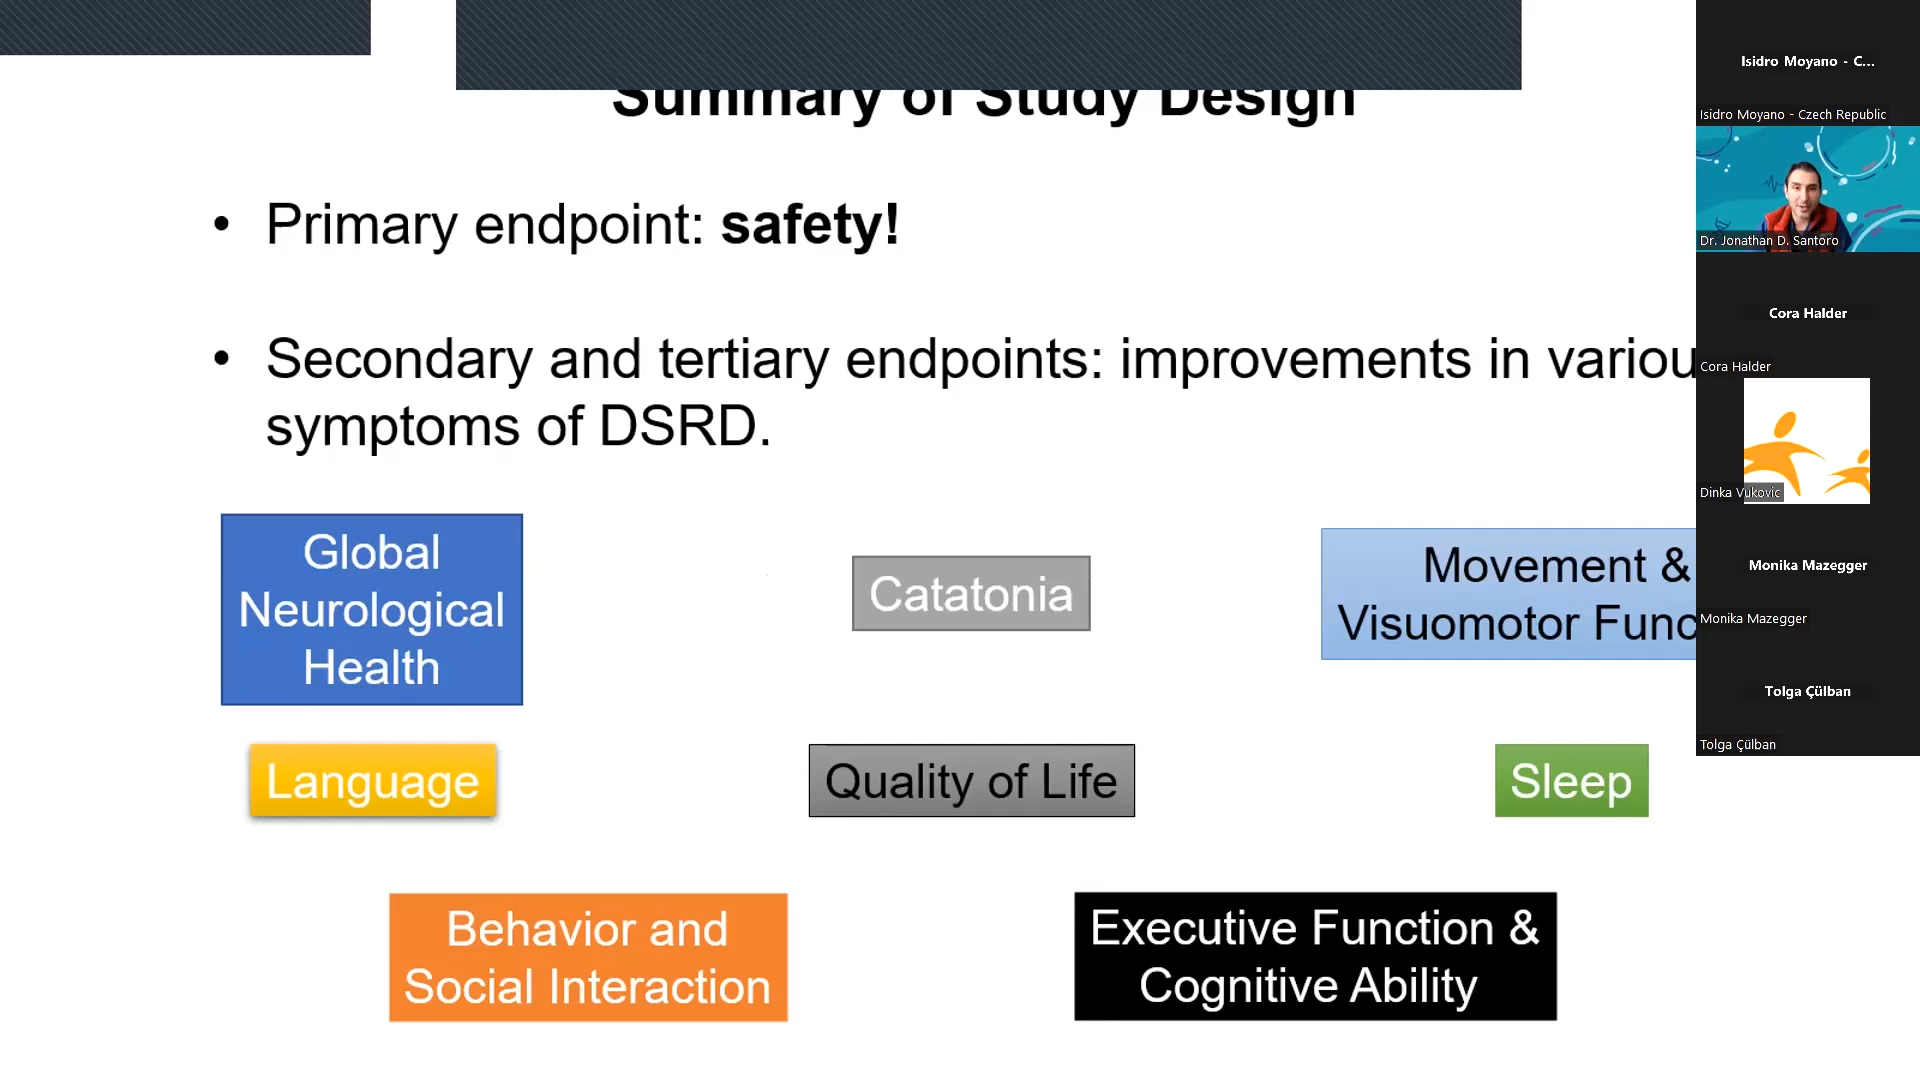 Summary of Study Design
• Primary endpoint: safety!
• Secondary and tertiary endpoints: improvements in variou
symptoms of DSRD.
Global
Neurological
Health
Catatonia
Movement &
Visuomotor Func
Language
Quality of Life
Sleep
Behavior and
Social Interaction
Executive Function &
Cognitive Ability
Isidro Moyano - C...
Isidro Moyano - Czech Republic
Dr. Jonathan D. Santoro
Cora Halder
Cora Halder
Dinka Vukovic
Monika Mazegger
Monika Mazegger
Tolga Çülban
Tolga Çülban